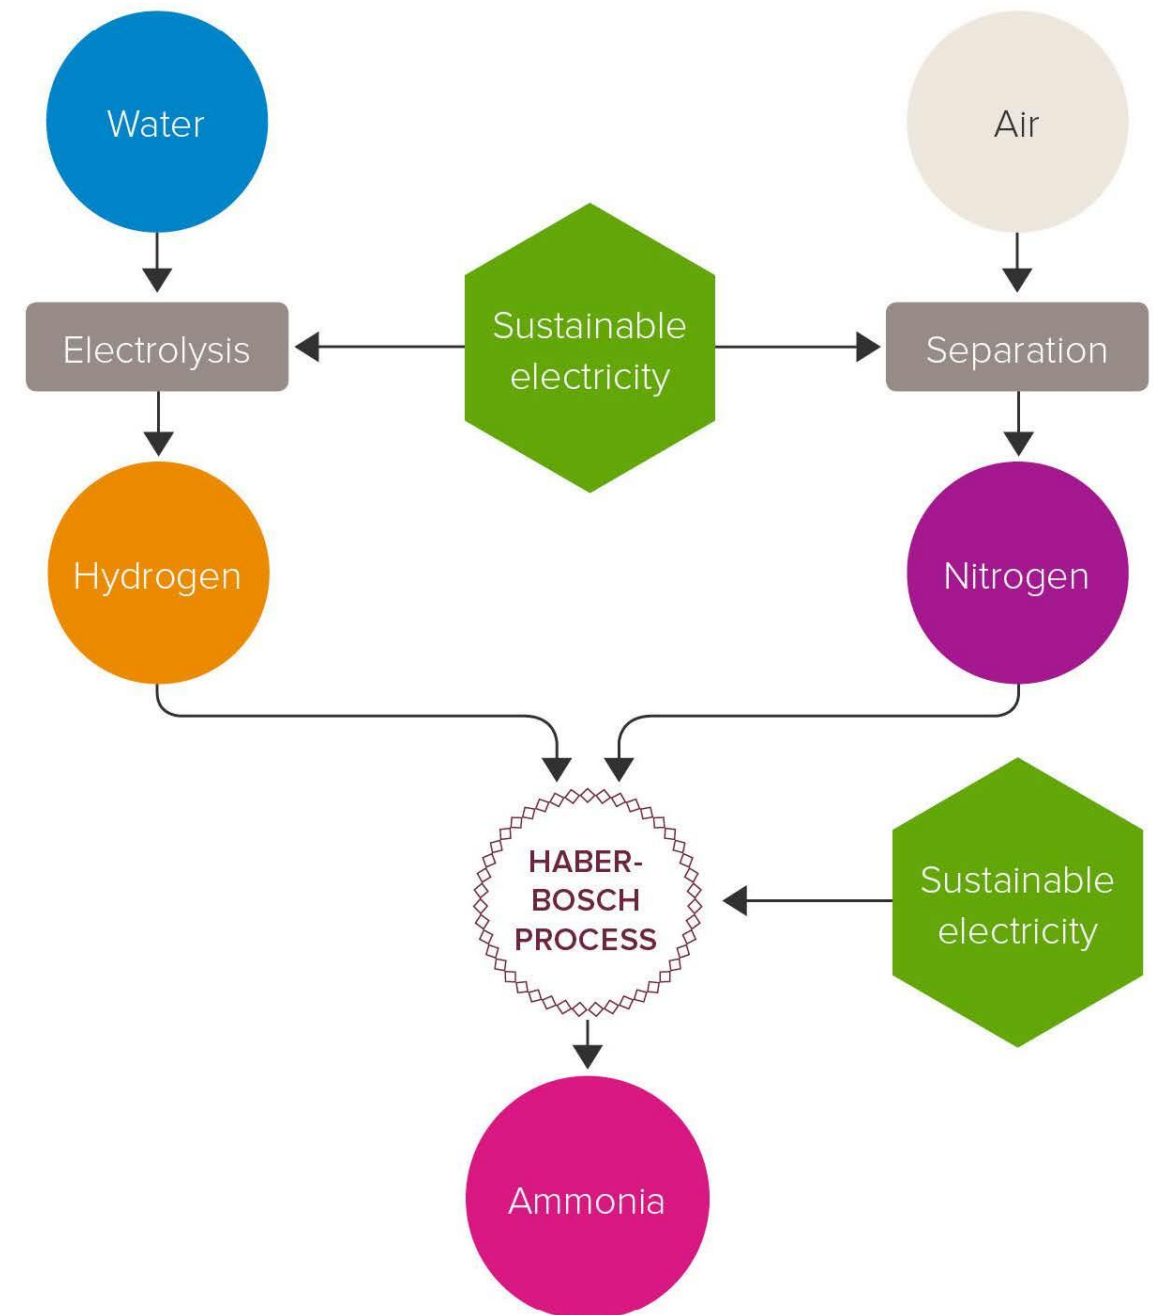 Water
Air
Sustainable
electricity
Electrolysis
Separation
Hydrogen
Nitrogen
HABER-
BOSCH
PROCESS
Sustainable
electricity
Ammonia